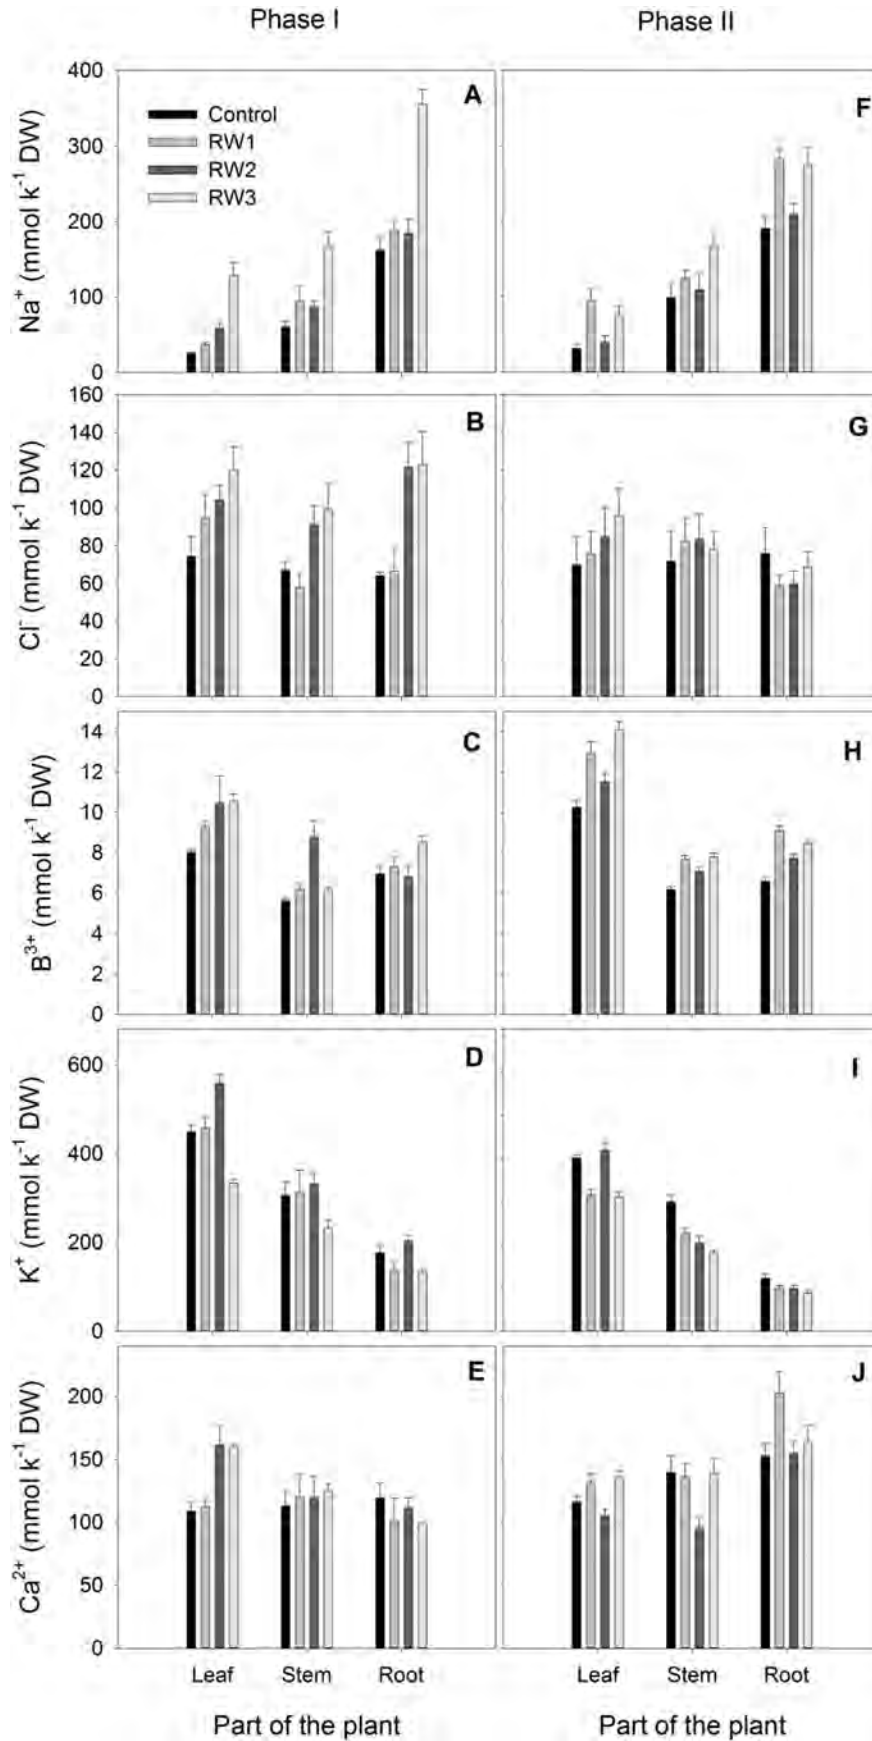 Phase I
Phase II
Na⁺ (mmol k⁻¹ DW)
400
300
200
100
0
A
Control
RW1
RW2
RW3
F
Cl⁻ (mmol k⁻¹ DW)
160
140
120
100
80
60
40
20
0
B
G
B³⁺ (mmol k⁻¹ DW)
14
12
10
8
6
4
2
0
C
H
K⁺ (mmol k⁻¹ DW)
600
400
200
0
D
I
Ca²⁺ (mmol k⁻¹ DW)
200
150
100
50
0
E
J
Leaf Stem Root
Leaf Stem Root
Part of the plant
Part of the plant